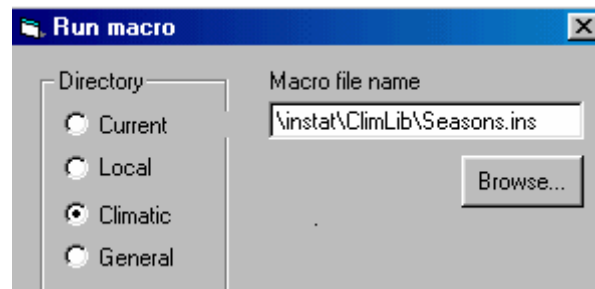 Run macro
Directory
Macro file name
Current
\instat\ClimLib\Seasons.ins
Local
Browse...
Climatic
General